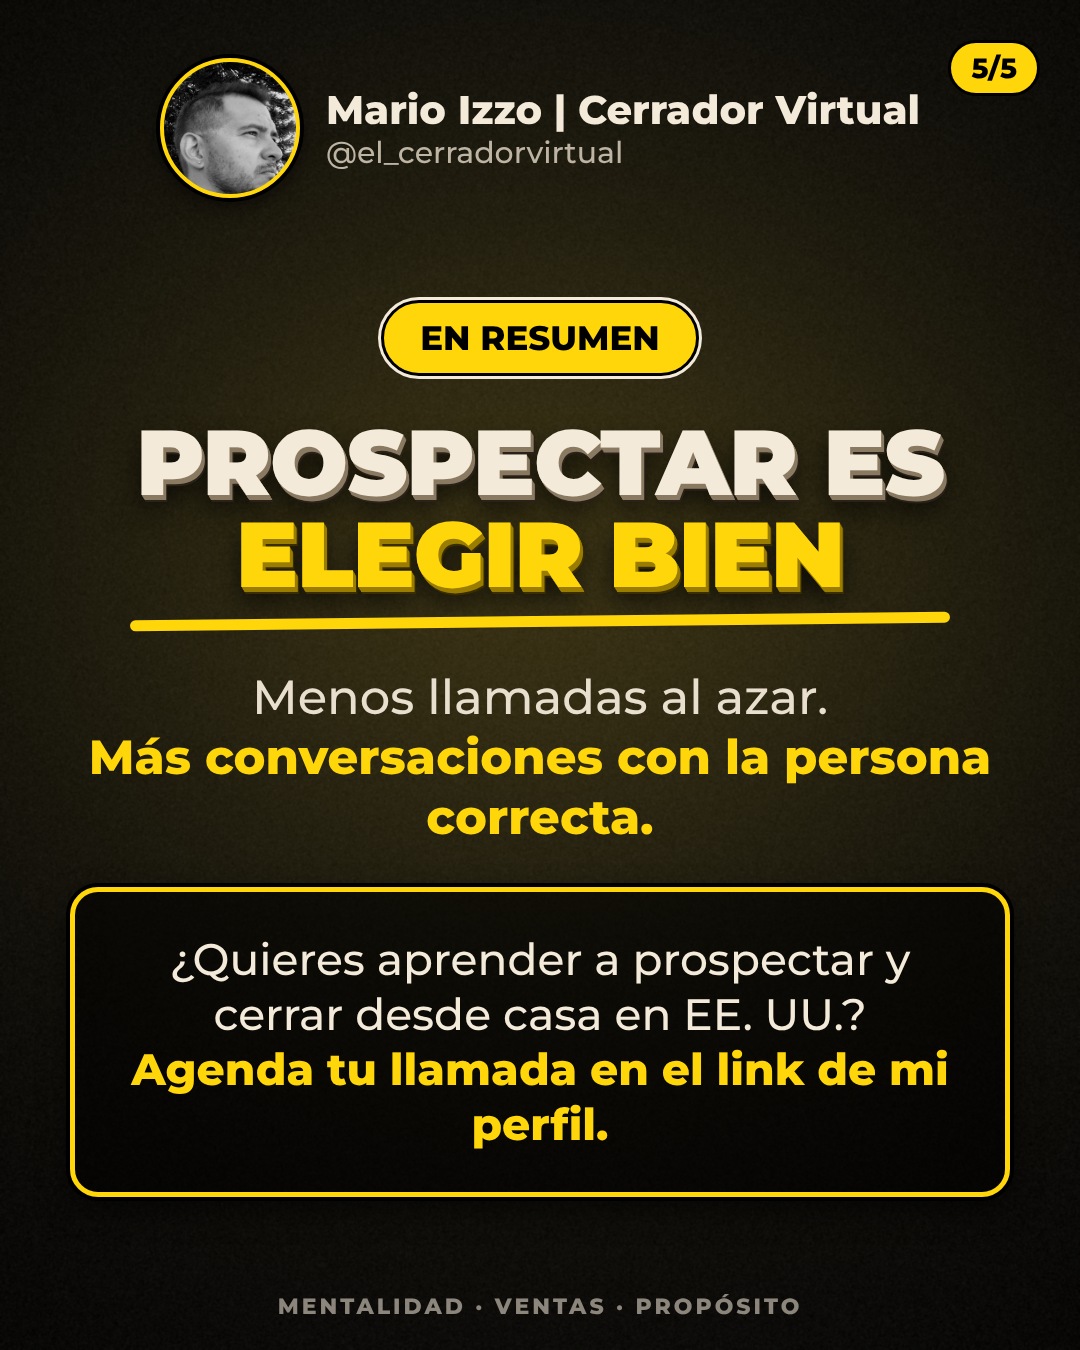 Mario Izzo | Cerrador Virtual
@el_cerradorvirtual
5/5
EN RESUMEN
PROSPECTAR ES
ELEGIR BIEN
Menos llamadas al azar.
Más conversaciones con la persona
correcta.
¿Quieres aprender a prospectar y
cerrar desde casa en EE. UU.?
Agenda tu llamada en el link de mi
perfil.
MENTALIDAD · VENTAS · PROPÓSITO